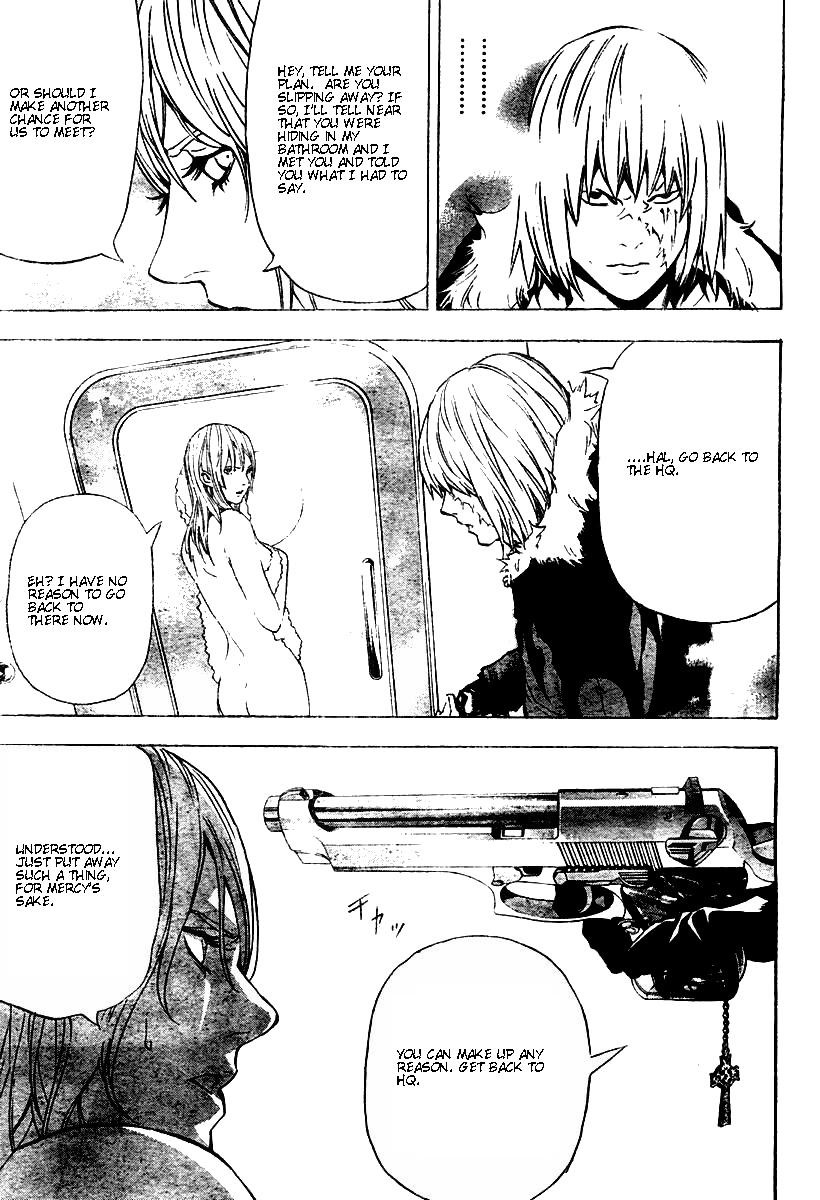 .........
.......
HEY, TELL ME YOUR
PLAN. ARE YOU
SLIPPING AWAY? IF
SO, I'LL TELL NEAR
THAT YOU WERE
HIDING IN MY
BATHROOM AND I
MET YOU AND TOLD
YOU WHAT I HAD TO
SAY.
OR SHOULD I
MAKE ANOTHER
CHANCE FOR
US TO MEET?
....HAL, GO BACK TO
THE HQ.
EH? I HAVE NO
REASON TO GO
BACK TO
THERE NOW.
チャッ
UNDERSTOOD...
JUST PUT AWAY
SUCH A THING,
FOR MERCY'S
SAKE.
YOU CAN MAKE UP ANY
REASON. GET BACK TO
HQ.